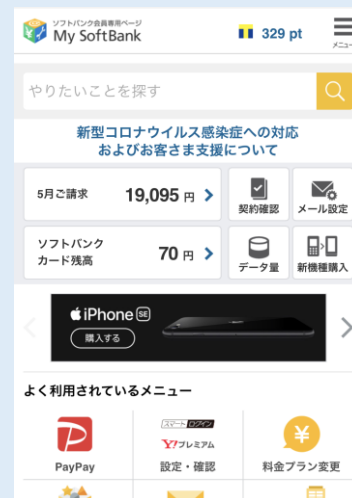 ソフトバンク会員専用ページ
My SoftBank
329 pt
メニュー
やりたいことを探す
新型コロナウイルス感染症への対応
およびお客さま支援について
5月ご請求 19,095 円
契約確認 メール設定
ソフトバンク
カード残高 70 円
データ量 新機種購入
iPhone SE
購入する
よく利用されているメニュー
PayPay
スマートログイン
Y!プレミアム
設定・確認
料金プラン変更